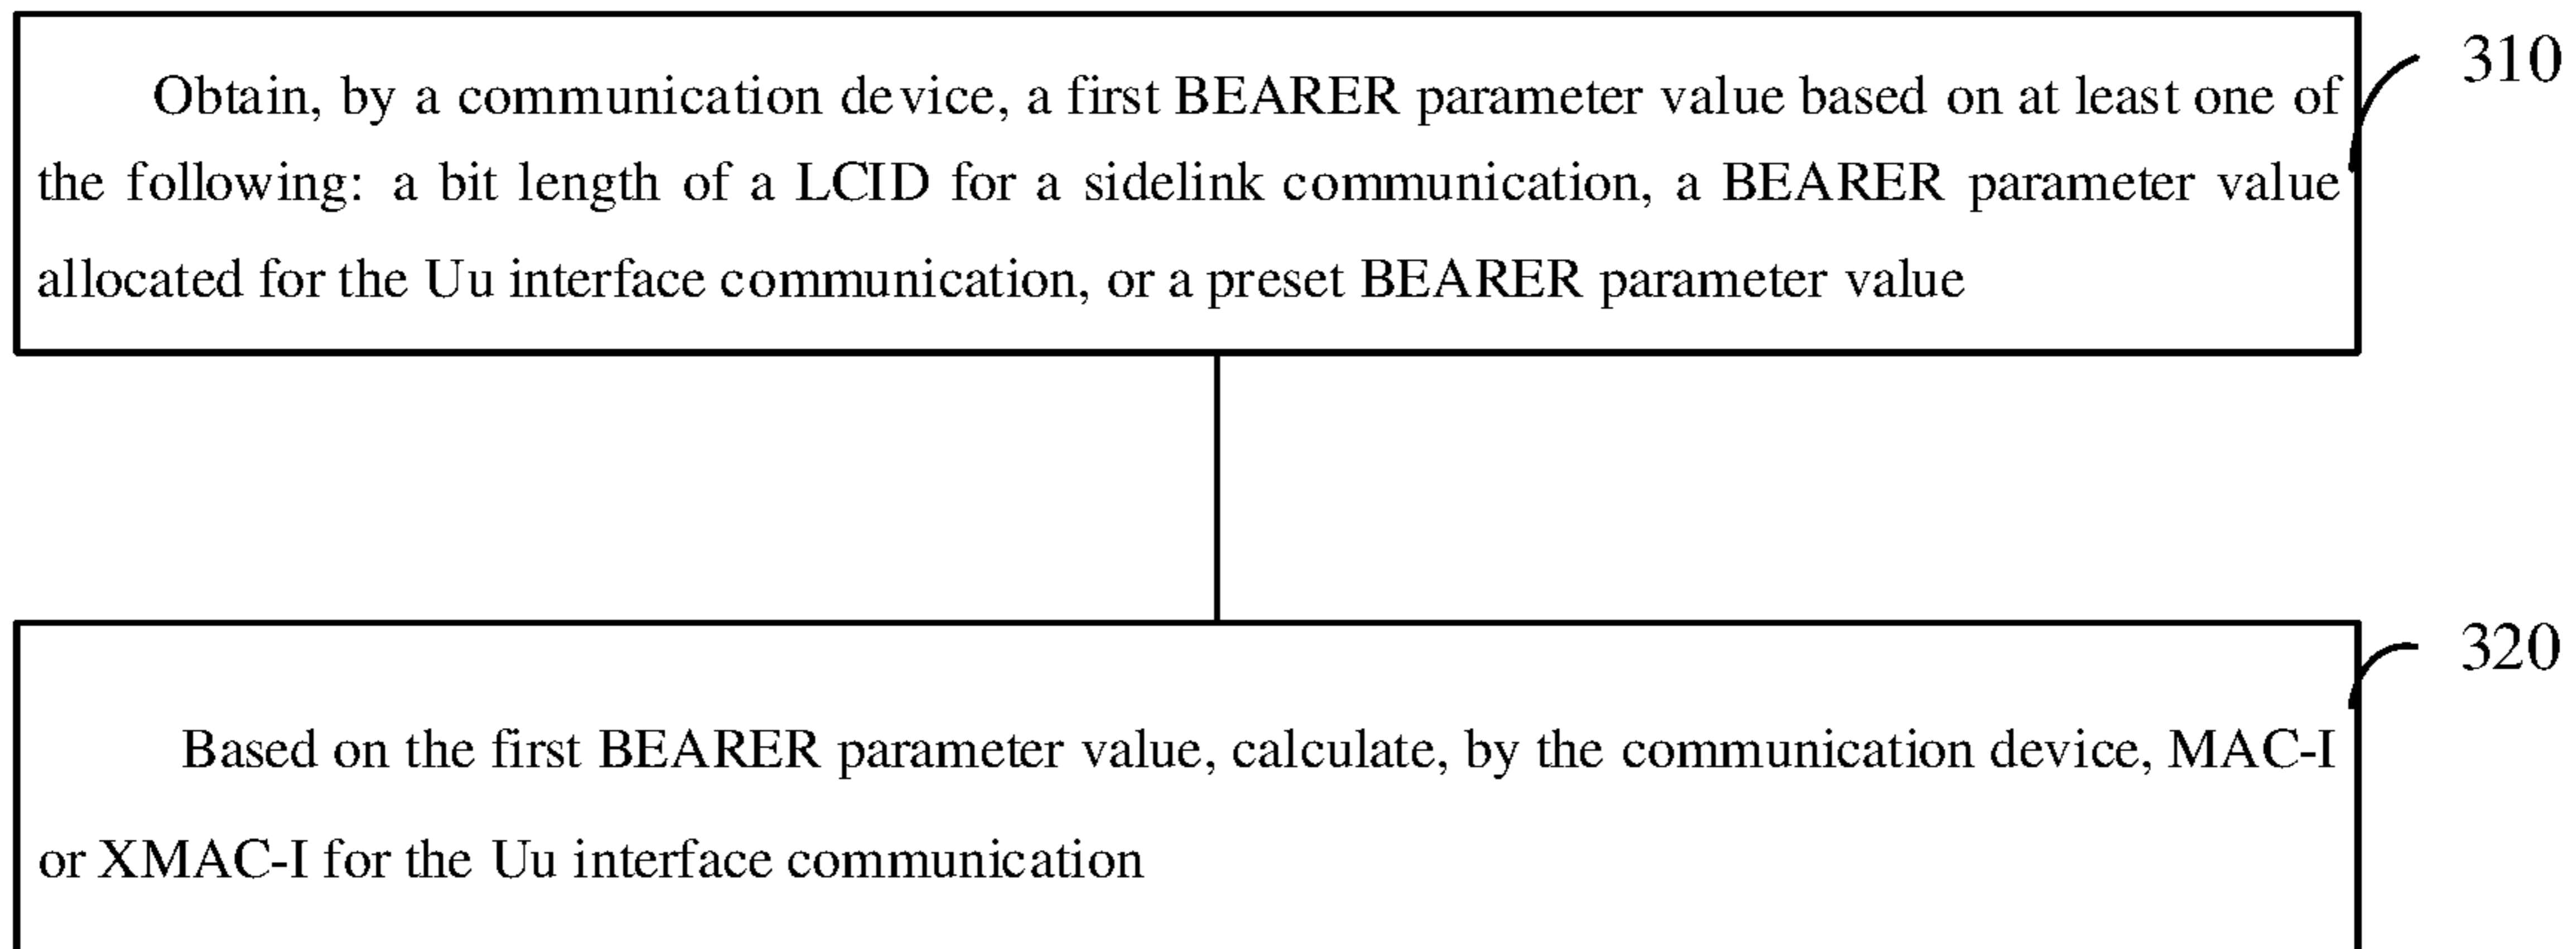 Obtain, by a communication device, a first BEARER parameter value based on at least one of
310
the following: a bit length of a LCID for a sidelink communication, a BEARER parameter value
allocated for the Uu interface communication, or a preset BEARER parameter value
320
Based on the first BEARER parameter value, calculate, by the communication device, MAC-I
or XMAC-I for the Uu interface communication